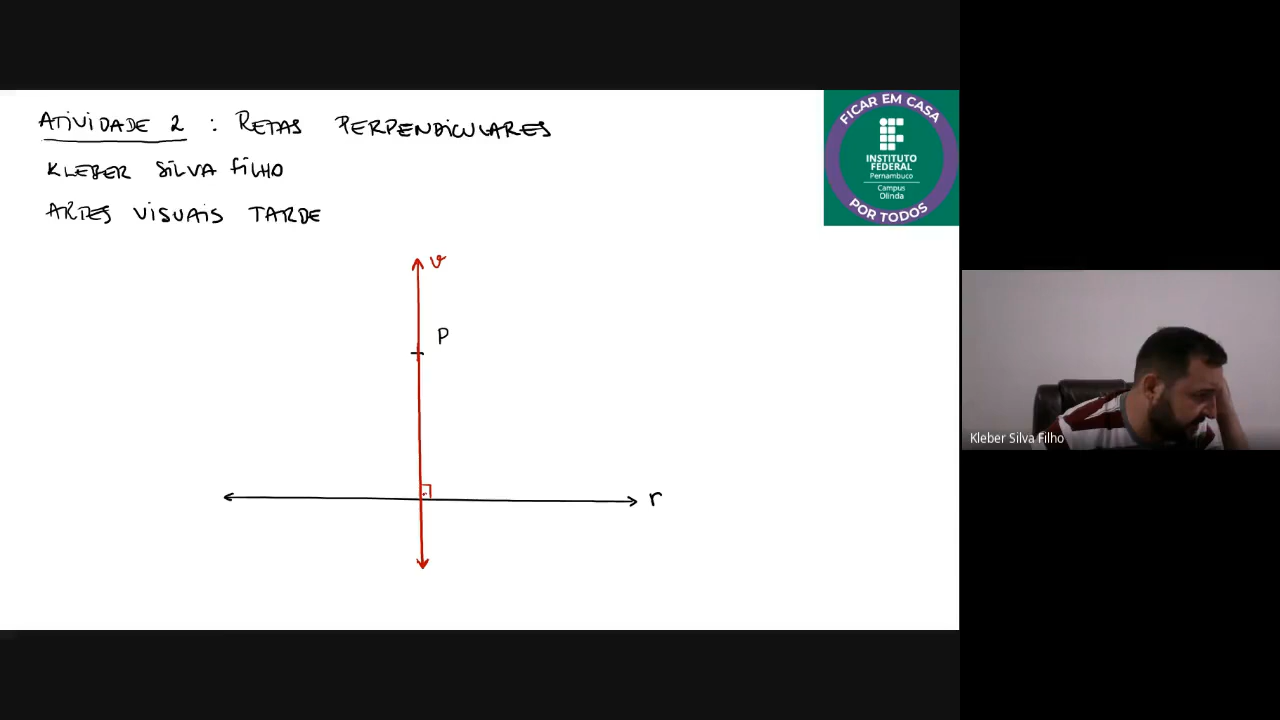 ATIVIDADE 2 : RETAS PERPENDICULARES
KLEBER SILVA FILHO
ARTES VISUAIS TARDE
FICAR EM CASA
INSTITUTO
FEDERAL
Pernambuco
Campus
Olinda
POR TODOS
v
P
r
Kleber Silva Filho